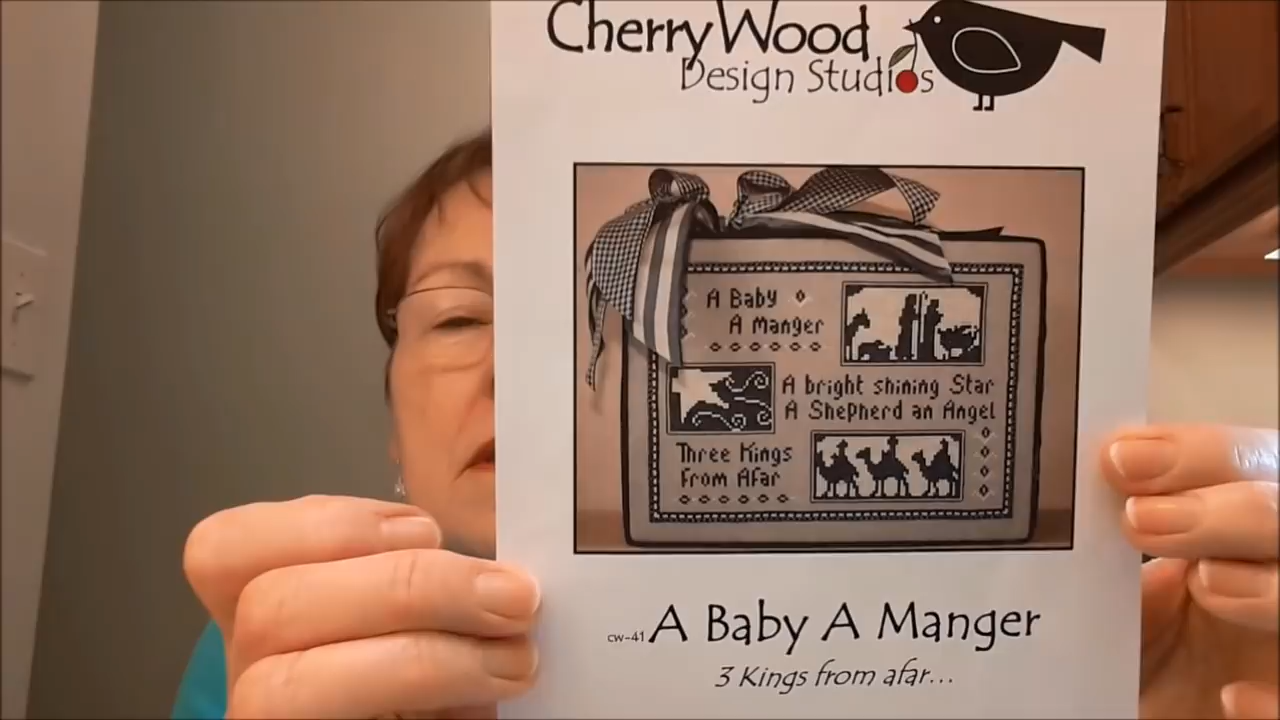 CherryWood
Design Studios
A Baby
A Manger
A bright shining Star
A Shepherd an Angel
Three Kings
From Afar
cw-41 A Baby A Manger
3 Kings from afar...